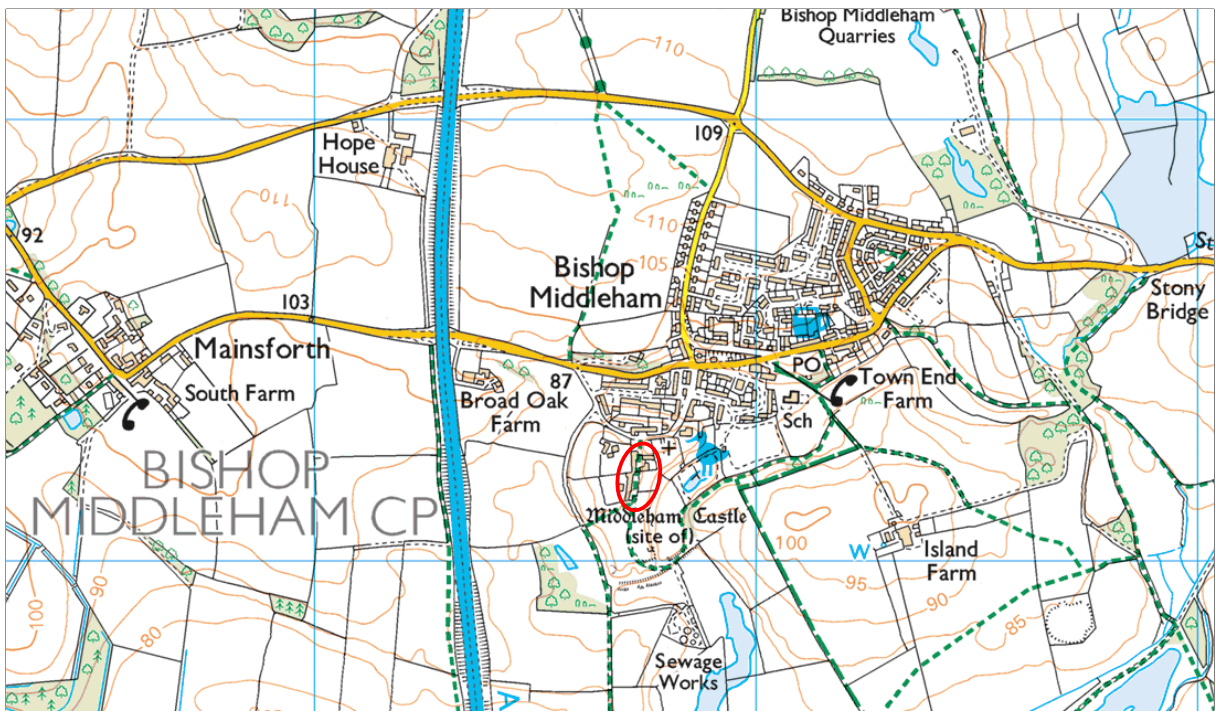 Bishop Middleham
Quarries
110
109
Hope
House
110
92
110
105
Bishop
Middleham
St
Stony
Bridge
103
Mainsforth
87
PO
Town End
Farm
South Farm
Broad Oak
Farm
Sch
BISHOP
MIDDLEHAM CP
Middleham Castle
(site of)
100
W
Island
Farm
95
90
90
85
100
80
Sewage
Works
A